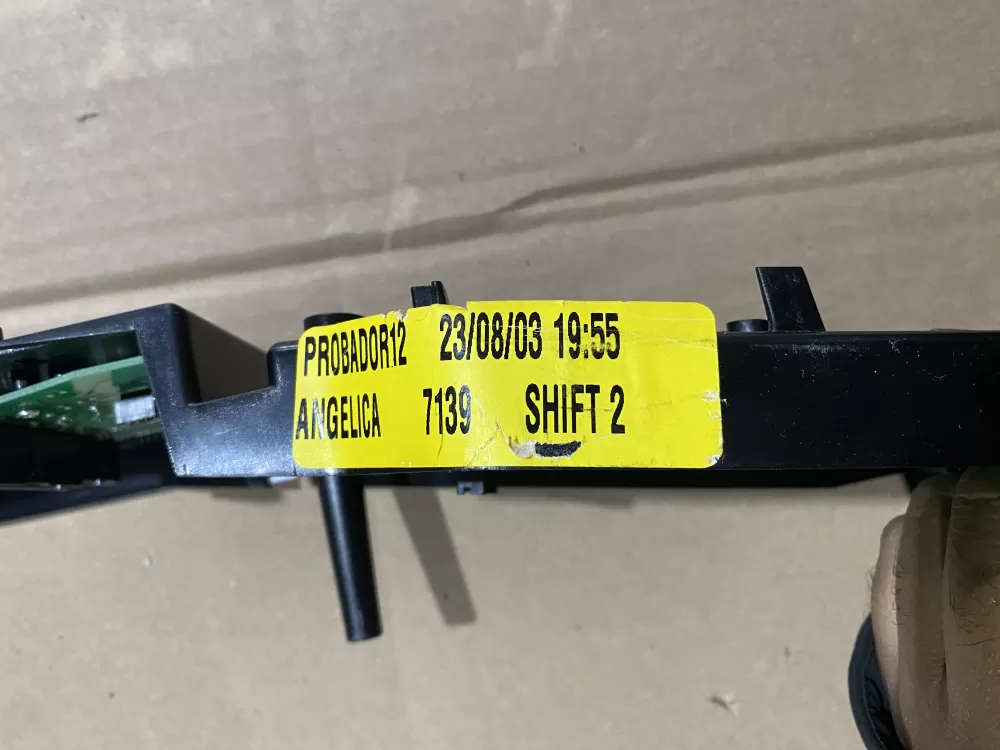 PROBADOR12 23/08/03 19:55
ANGELICA 7139 SHIFT 2